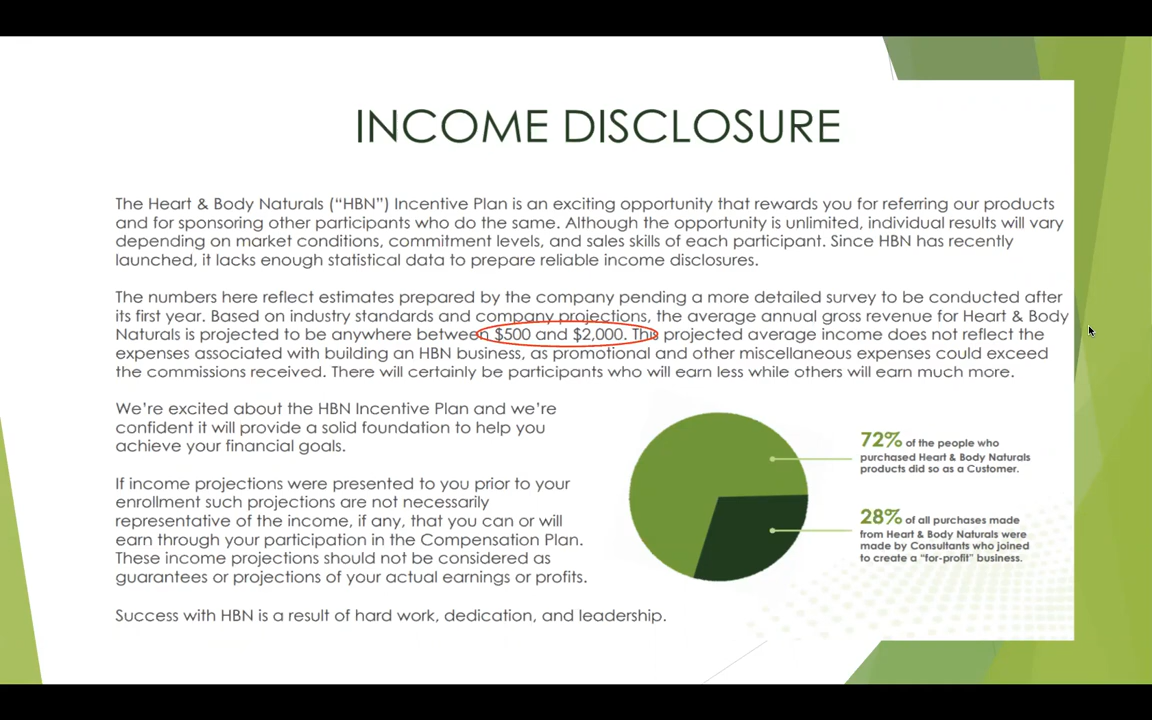 INCOME DISCLOSURE
The Heart & Body Naturals (“HBN”) Incentive Plan is an exciting opportunity that rewards you for referring our products
and for sponsoring other participants who do the same. Although the opportunity is unlimited, individual results will vary
depending on market conditions, commitment levels, and sales skills of each participant. Since HBN has recently
launched, it lacks enough statistical data to prepare reliable income disclosures.
The numbers here reflect estimates prepared by the company pending a more detailed survey to be conducted after
its first year. Based on industry standards and company projections, the average annual gross revenue for Heart & Body
Naturals is projected to be anywhere between $500 and $2,000. This projected average income does not reflect the
expenses associated with building an HBN business, as promotional and other miscellaneous expenses could exceed
the commissions received. There will certainly be participants who will earn less while others will earn much more.
We’re excited about the HBN Incentive Plan and we’re
confident it will provide a solid foundation to help you
achieve your financial goals.
If income projections were presented to you prior to your
enrollment such projections are not necessarily
representative of the income, if any, that you can or will
earn through your participation in the Compensation Plan.
These income projections should not be considered as
guarantees or projections of your actual earnings or profits.
Success with HBN is a result of hard work, dedication, and leadership.
72% of the people who
purchased Heart & Body Naturals
products did so as a Customer.
28% of all purchases made
from Heart & Body Naturals were
made by Consultants who joined
to create a “for-profit” business.